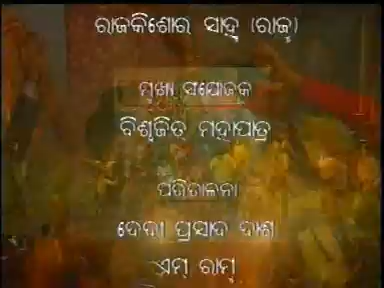 ରାଜକିଶୋର ସାହୁ (ରାଜୁ)
ମୁଖ୍ୟ ସଂଯୋଜକ
ବିଶ୍ୱଜିତ୍ ମହାପାତ୍ର
ପରିଚାଳନା
ଦେବୀ ପ୍ରସାଦ ଦାଶ
ଏମ୍ ରାମ୍